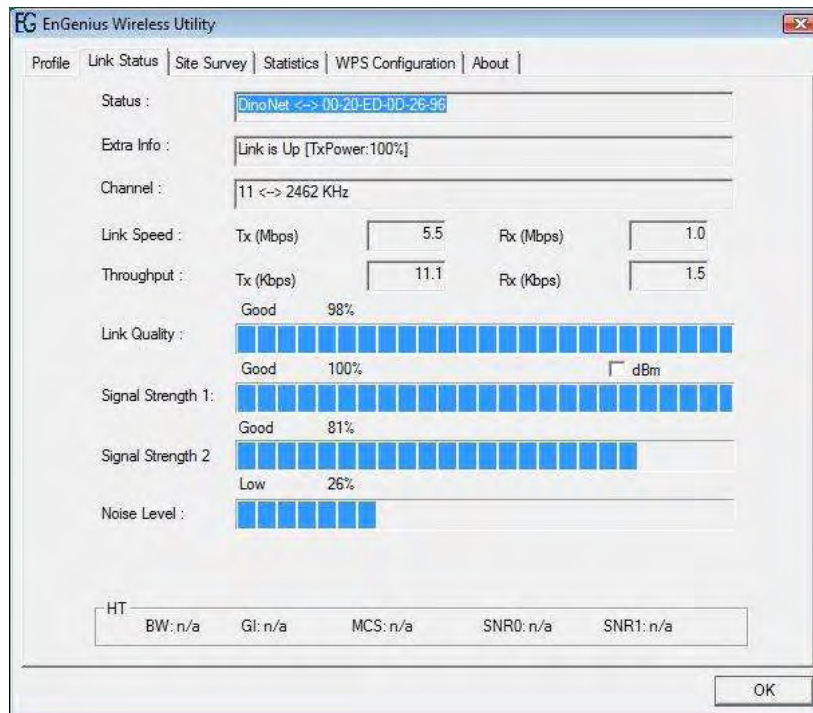 EG EnGenius Wireless Utility
Profile Link Status Site Survey Statistics WPS Configuration About
Status : DinoNet <--> 00-20-ED-0D-26-96
Extra Info : Link is Up [TxPower:100%]
Channel : 11 <--> 2462 KHz
Link Speed : Tx (Mbps) 5.5 Rx (Mbps) 1.0
Throughput : Tx (Kbps) 11.1 Rx (Kbps) 1.5
Good 98%
Link Quality :
Good 100% dBm
Signal Strength 1:
Good 81%
Signal Strength 2
Low 26%
Noise Level :
HT
BW: n/a GI: n/a MCS: n/a SNR0: n/a SNR1: n/a
OK